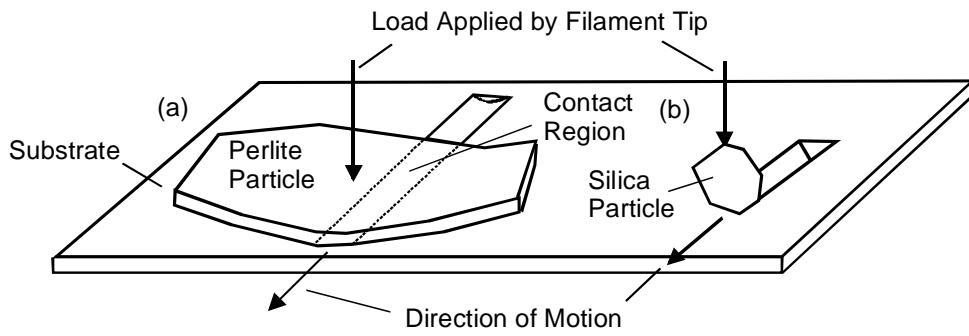 Load Applied by Filament Tip
(a)
(b)
Contact
Region
Substrate
Perlite
Particle
Silica
Particle
Direction of Motion